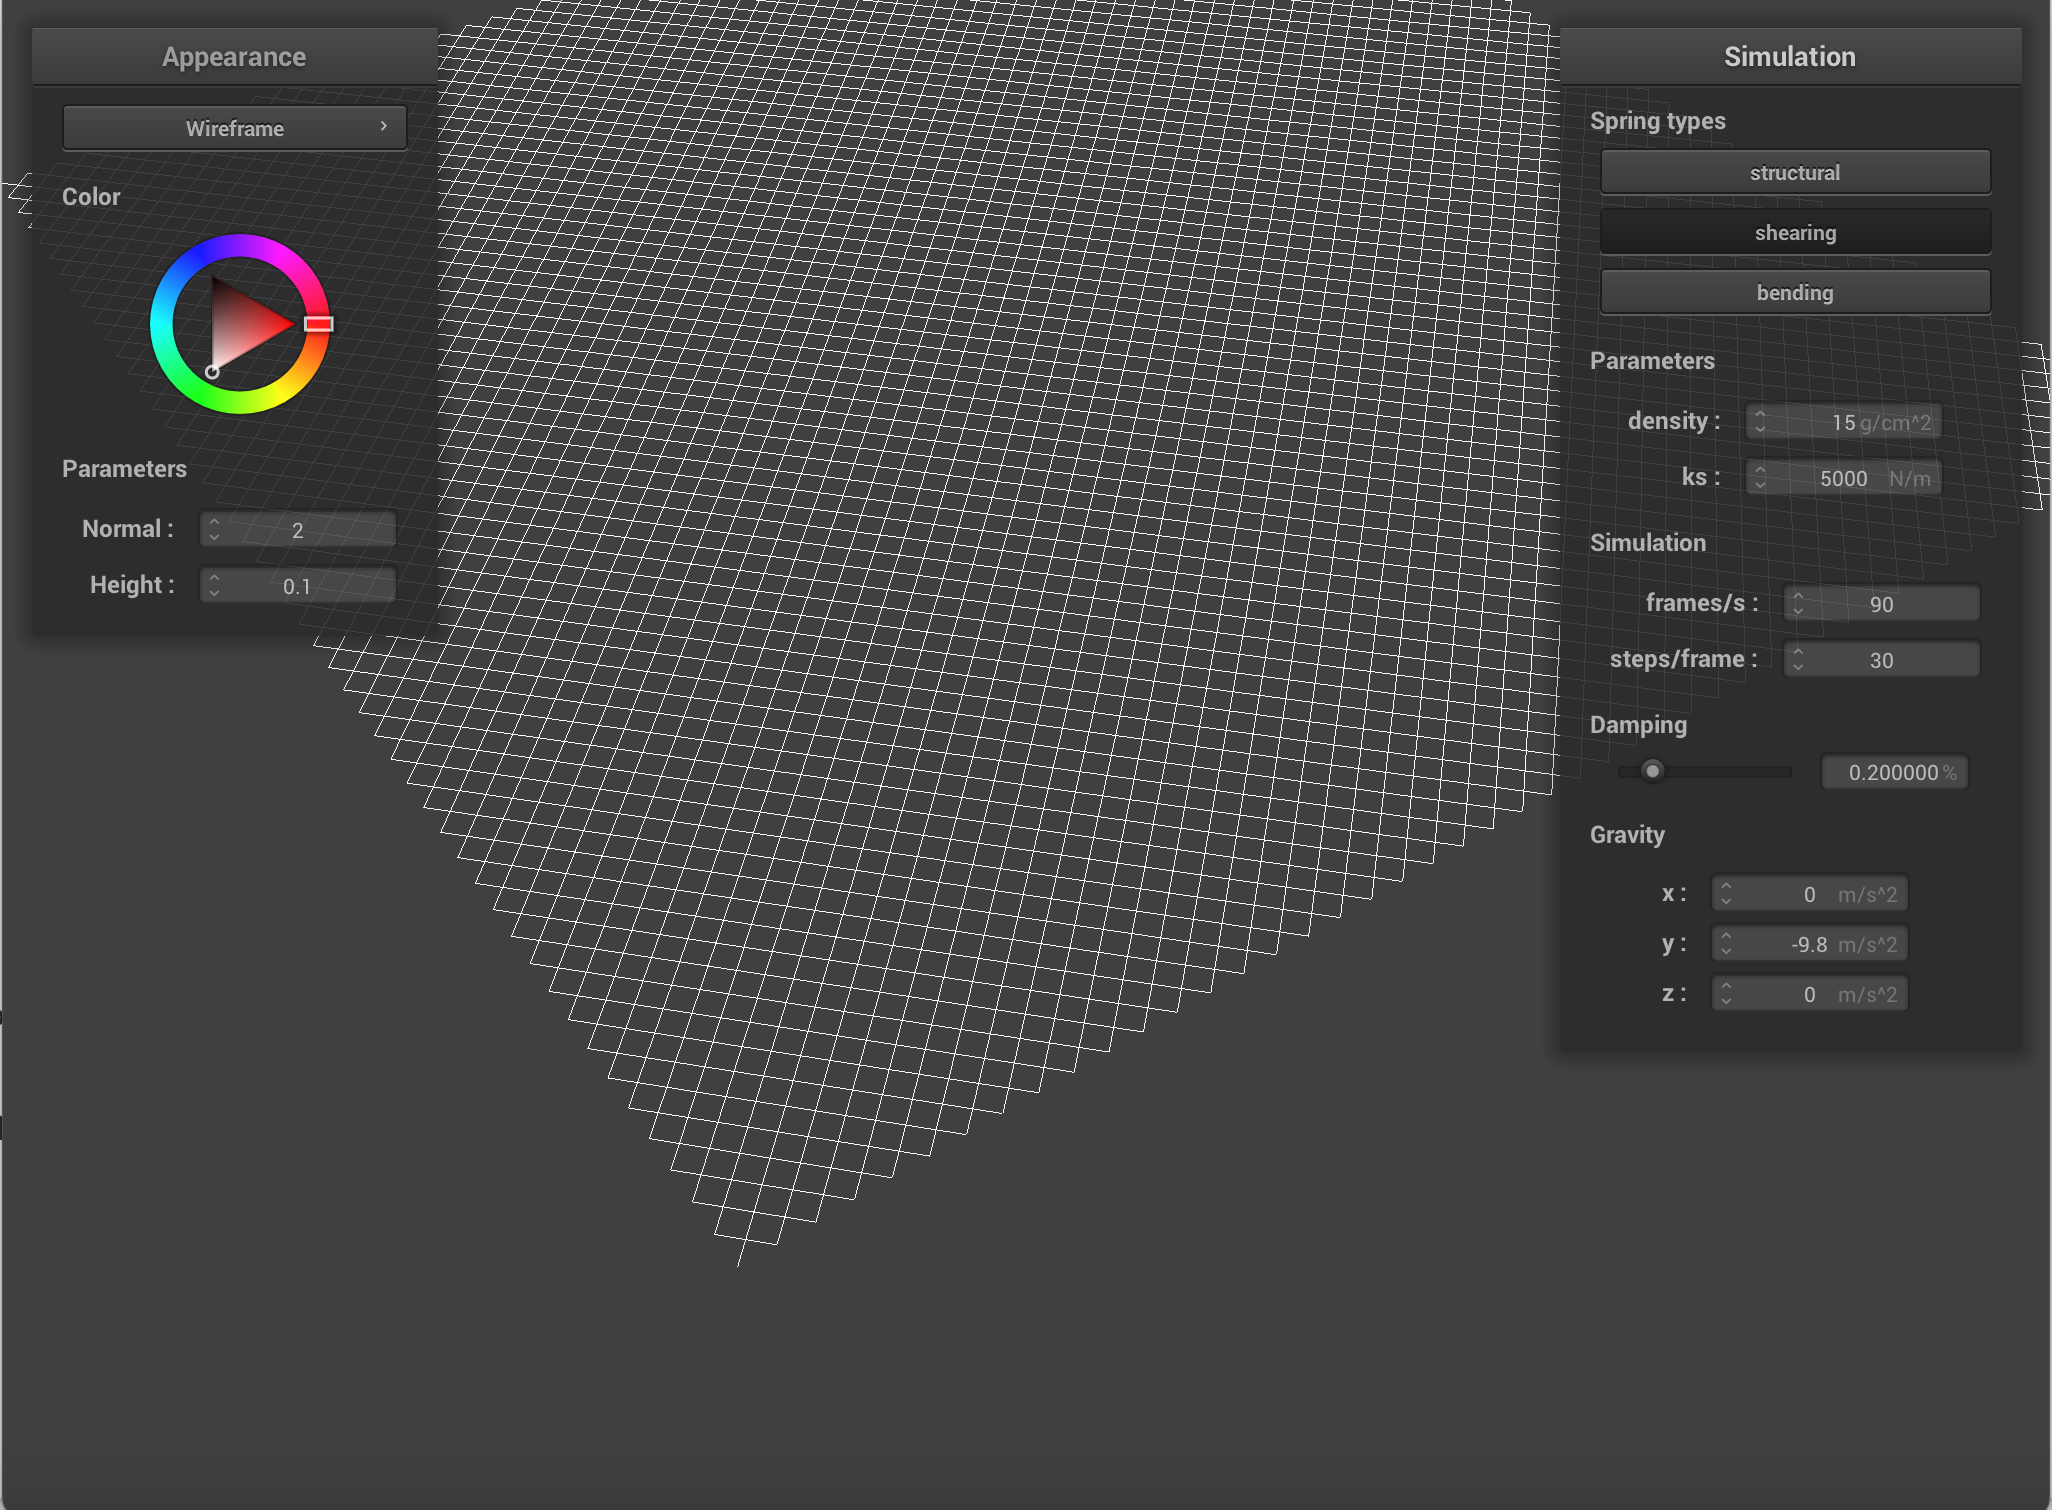 Appearance
Wireframe
Color
Parameters
Normal : 2
Height : 0.1
Simulation
Spring types
structural
shearing
bending
Parameters
density : 15 g/cm^2
ks : 5000 N/m
Simulation
frames/s : 90
steps/frame : 30
Damping
0.200000 %
Gravity
x : 0 m/s^2
y : -9.8 m/s^2
z : 0 m/s^2